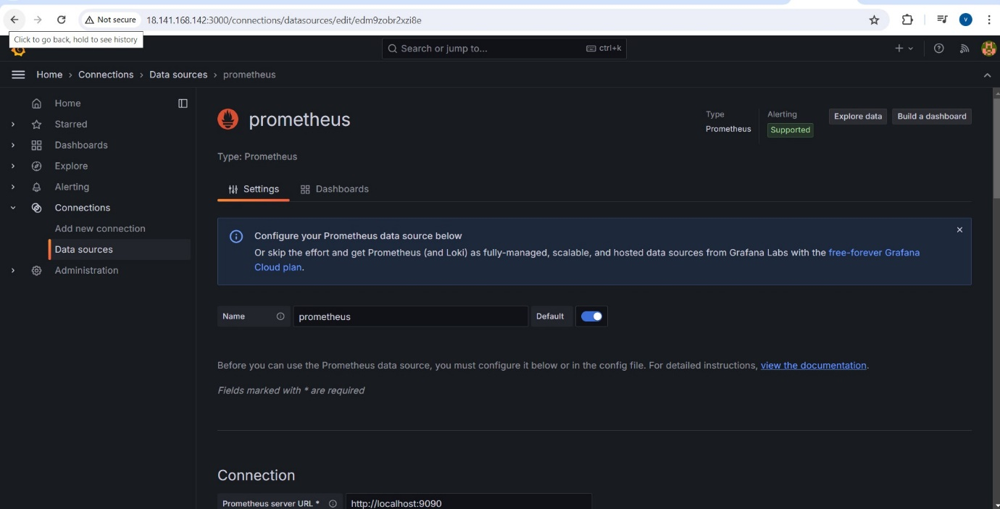 Not secure
18.141.168.142:3000/connections/datasources/edit/edm9zobr2xzi8e
V
Click to go back, hold to see history
Search or jump to...
ctrl+k
Home › Connections › Data sources › prometheus
Home
Starred
Dashboards
Explore
Alerting
Connections
Add new connection
Data sources
Administration
prometheus
Type
Prometheus
Alerting
Supported
Explore data
Build a dashboard
Type: Prometheus
Settings
Dashboards
Configure your Prometheus data source below
Or skip the effort and get Prometheus (and Loki) as fully-managed, scalable, and hosted data sources from Grafana Labs with the free-forever Grafana
Cloud plan.
Name
prometheus
Default
Before you can use the Prometheus data source, you must configure it below or in the config file. For detailed instructions, view the documentation.
Fields marked with * are required
Connection
Prometheus server URL *
http://localhost:9090